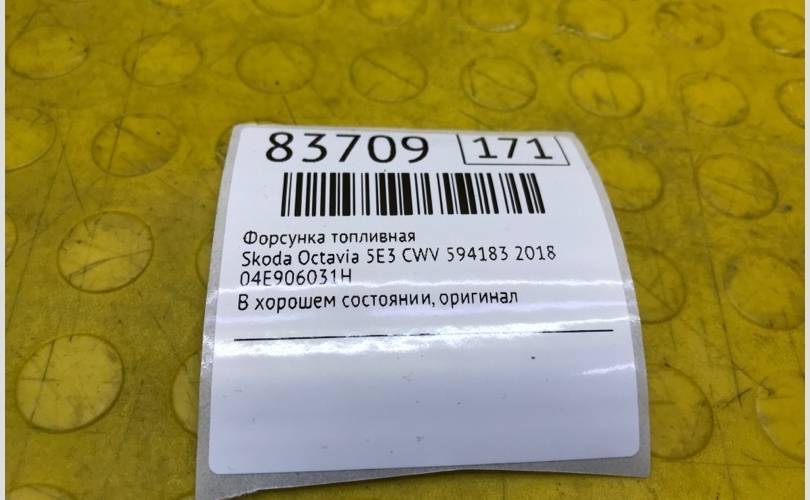 83709 171
Форсунка топливная
Skoda Octavia 5E3 CWV 594183 2018
04E906031H
В хорошем состоянии, оригинал